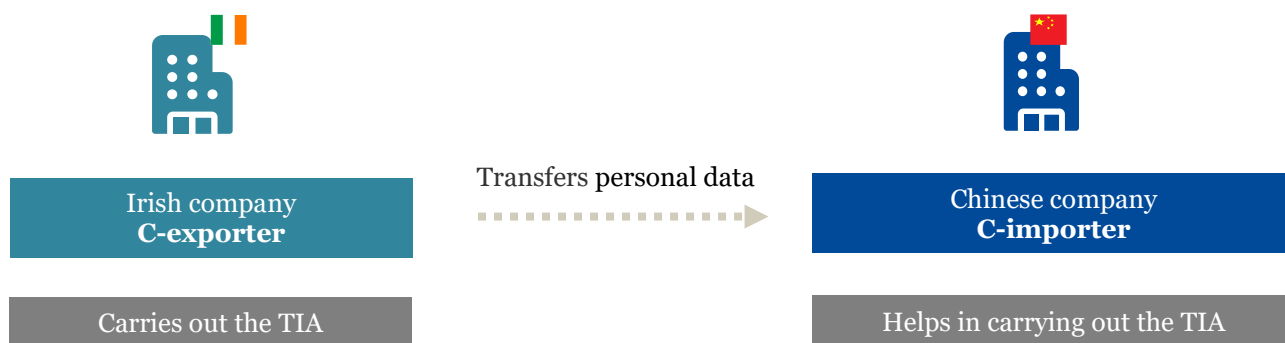 Irish company
C-exporter
Transfers personal data
Chinese company
C-importer
Carries out the TIA
Helps in carrying out the TIA